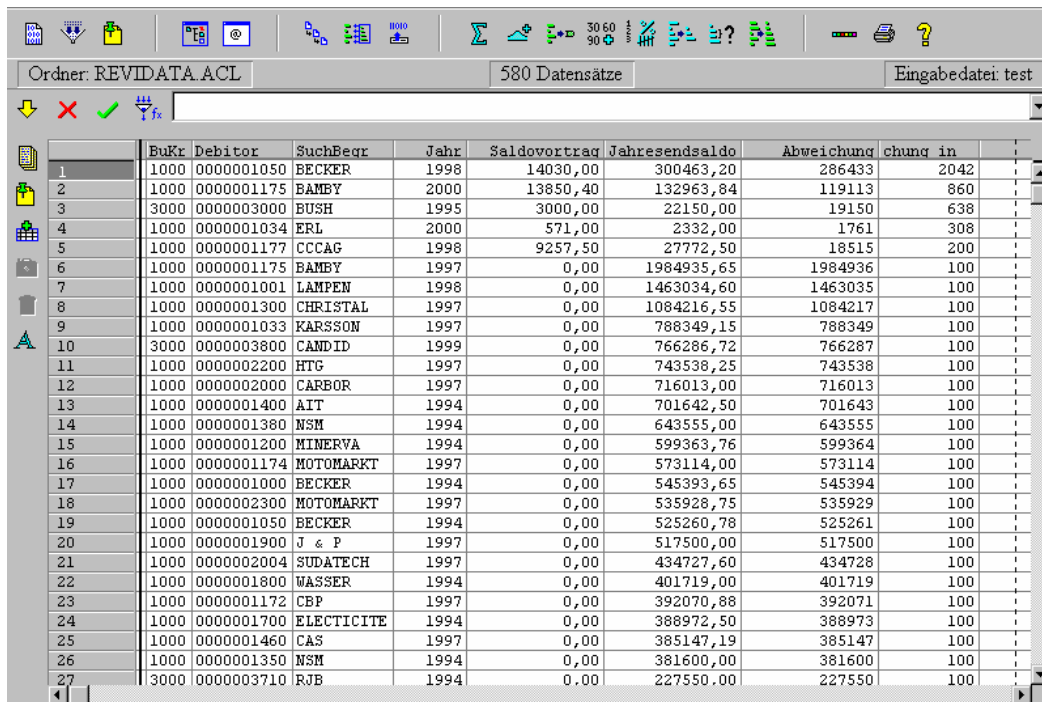 Ordner: REVIDATA.ACL 580 Datensätze Eingabedatei: test
BuKr Debitor SuchBegr Jahr Saldovortrag Jahresendsaldo Abweichung chung in
1 1000 0000001050 BECKER 1998 14030,00 300463,20 286433 2042
2 1000 0000001175 BAMBY 2000 13850,40 132963,84 119113 860
3 3000 0000003000 BUSH 1995 3000,00 22150,00 19150 638
4 1000 0000001034 ERL 2000 571,00 2332,00 1761 308
5 1000 0000001177 CCCAG 1998 9257,50 27772,50 18515 200
6 1000 0000001175 BAMBY 1997 0,00 1984935,65 1984936 100
7 1000 0000001001 LAMPEN 1998 0,00 1463034,60 1463035 100
8 1000 0000001300 CHRISTAL 1997 0,00 1084216,55 1084217 100
9 1000 0000001033 KARSSON 1997 0,00 788349,15 788349 100
10 3000 0000003800 CANDID 1999 0,00 766286,72 766287 100
11 1000 0000002200 HTG 1997 0,00 743538,25 743538 100
12 1000 0000002000 CARBOR 1997 0,00 716013,00 716013 100
13 1000 0000001400 AIT 1994 0,00 701642,50 701643 100
14 1000 0000001380 NSM 1994 0,00 643555,00 643555 100
15 1000 0000001200 MINERVA 1994 0,00 599363,76 599364 100
16 1000 0000001174 MOTOMARKT 1997 0,00 573114,00 573114 100
17 1000 0000001000 BECKER 1994 0,00 545393,65 545394 100
18 1000 0000002300 MOTOMARKT 1997 0,00 535928,75 535929 100
19 1000 0000001050 BECKER 1994 0,00 525260,78 525261 100
20 1000 0000001900 J & P 1997 0,00 517500,00 517500 100
21 1000 0000002004 SUDATECH 1997 0,00 434727,60 434728 100
22 1000 0000001800 WASSER 1994 0,00 401719,00 401719 100
23 1000 0000001172 CBP 1997 0,00 392070,88 392071 100
24 1000 0000001700 ELECTICITE 1994 0,00 388972,50 388973 100
25 1000 0000001460 CAS 1997 0,00 385147,19 385147 100
26 1000 0000001350 NSM 1994 0,00 381600,00 381600 100
27 3000 0000003710 RJB 1994 0,00 227550,00 227550 100